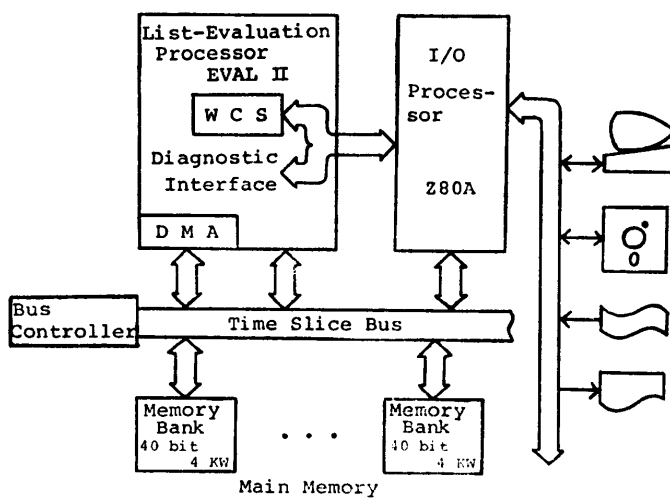 List-Evaluation
Processor
EVAL II
W C S
Diagnostic
Interface
D M A
I/O
Proces-
sor
Z80A
Bus
Controller
Time Slice Bus
Memory
Bank
40 bit
4 KW
. . .
Memory
Bank
40 bit
4 KW
Main Memory